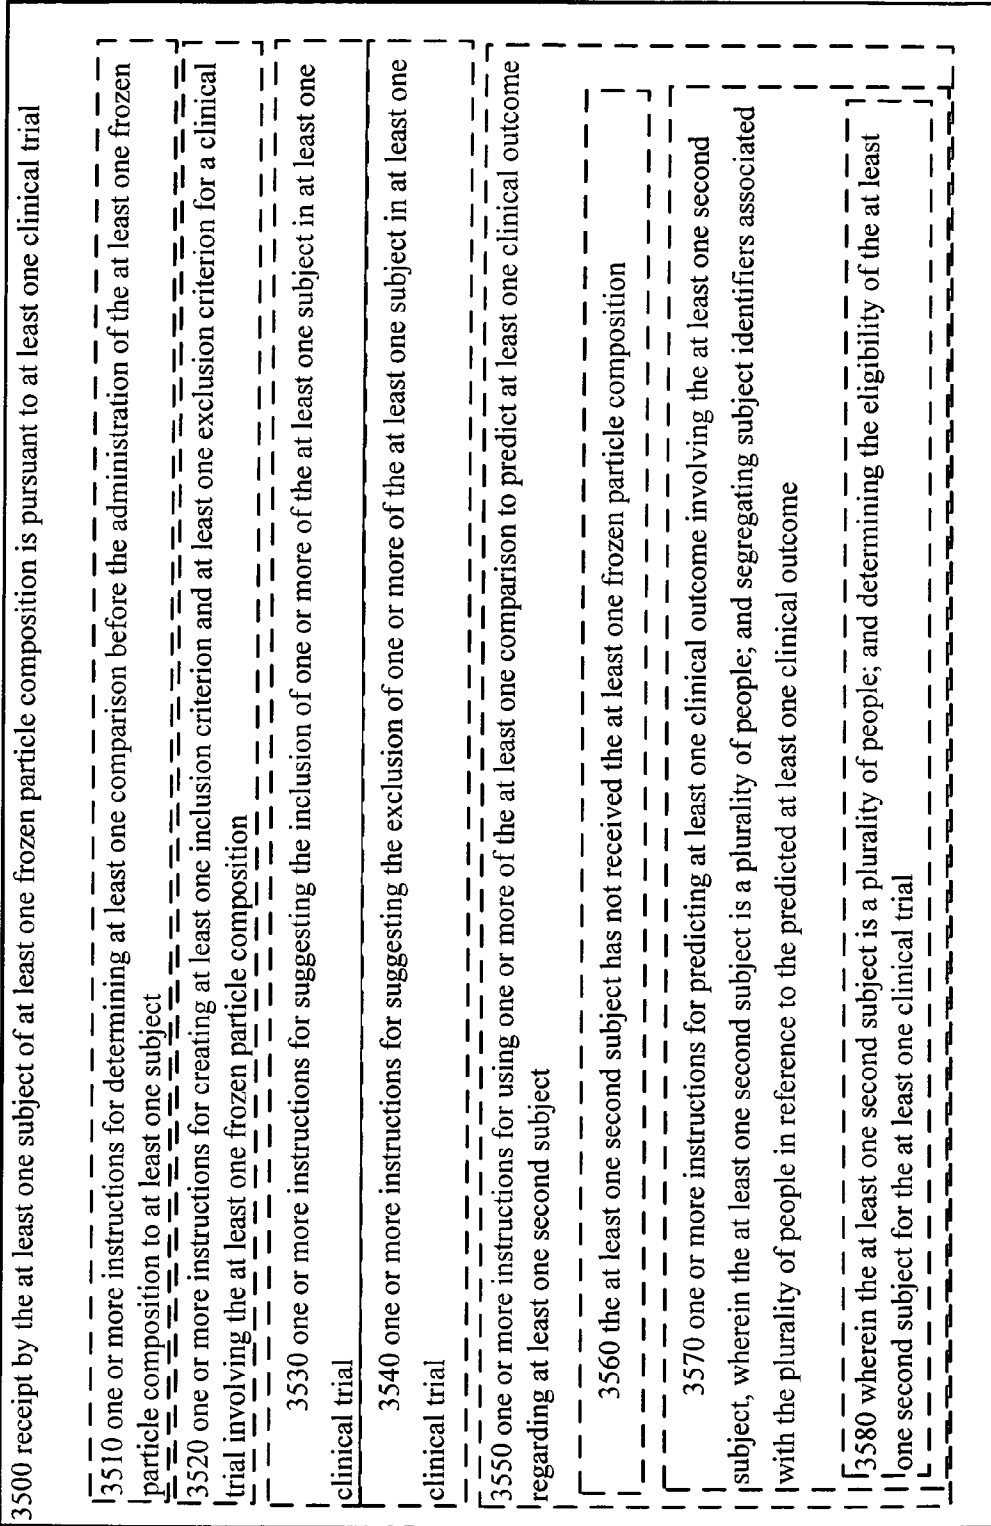 3500 receipt by the at least one subject of at least one frozen particle composition is pursuant to at least one clinical trial
3510 one or more instructions for determining at least one comparison before the administration of the at least one frozen
particle composition to at least one subject
3520 one or more instructions for creating at least one inclusion criterion and at least one exclusion criterion for a clinical
trial involving the at least one frozen particle composition
3530 one or more instructions for suggesting the inclusion of one or more of the at least one subject in at least one
clinical trial
3540 one or more instructions for suggesting the exclusion of one or more of the at least one subject in at least one
clinical trial
3550 one or more instructions for using one or more of the at least one comparison to predict at least one clinical outcome
regarding at least one second subject
3560 the at least one second subject has not received the at least one frozen particle composition
3570 one or more instructions for predicting at least one clinical outcome involving the at least one second
subject, wherein the at least one second subject is a plurality of people; and segregating subject identifiers associated
with the plurality of people in reference to the predicted at least one clinical outcome
3580 wherein the at least one second subject is a plurality of people; and determining the eligibility of the at least
one second subject for the at least one clinical trial